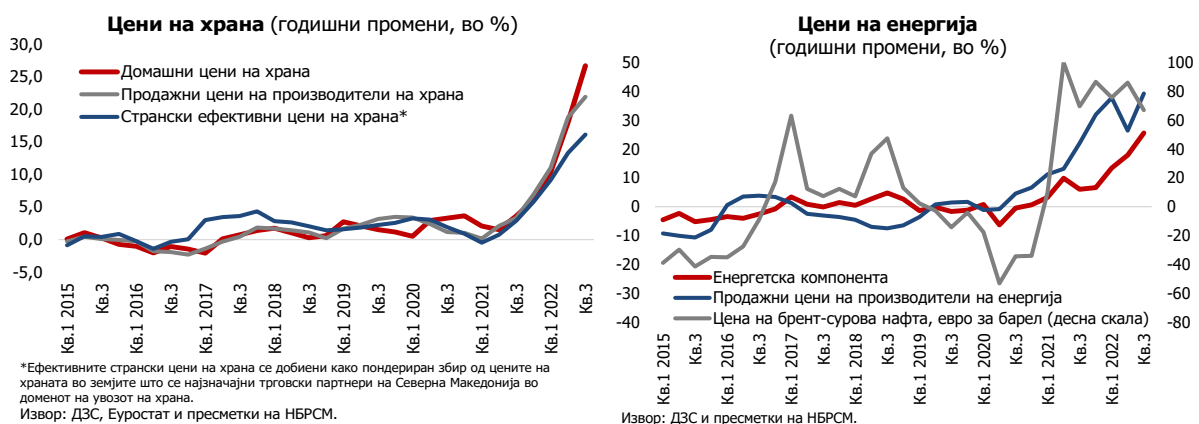 Цени на храна (годишни промени, во %)
30,0
25,0
20,0
15,0
10,0
5,0
0,0
-5,0
Домашни цени на храна
Продажни цени на производители на храна
Странски ефективни цени на храна*
Кв.1 2015
Кв.3
Кв.1 2016
Кв.3
Кв.1 2017
Кв.3
Кв.1 2018
Кв.3
Кв.1 2019
Кв.3
Кв.1 2020
Кв.3
Кв.1 2021
Кв.3
Кв.1 2022
Кв.3
*Ефективните странски цени на храна се добиени како пондериран збир од цените на
храната во земјите што се најзначајни трговски партнери на Северна Македонија во
доменот на увозот на храна.
Извор: ДЗС, Еуростат и пресметки на НБРСМ.
Цени на енергија
(годишни промени, во %)
50
40
30
20
10
0
-10
-20
-30
-40
100
80
60
40
20
0
-20
-40
-60
-80
Енергетска компонента
Продажни цени на производители на енергија
Цена на брент-сурова нафта, евро за барел (десна скала)
Кв.1 2015
Кв.3
Кв.1 2016
Кв.3
Кв.1 2017
Кв.3
Кв.1 2018
Кв.3
Кв.1 2019
Кв.3
Кв.1 2020
Кв.3
Кв.1 2021
Кв.3
Кв.1 2022
Кв.3
Извор: ДЗС и пресметки на НБРСМ.